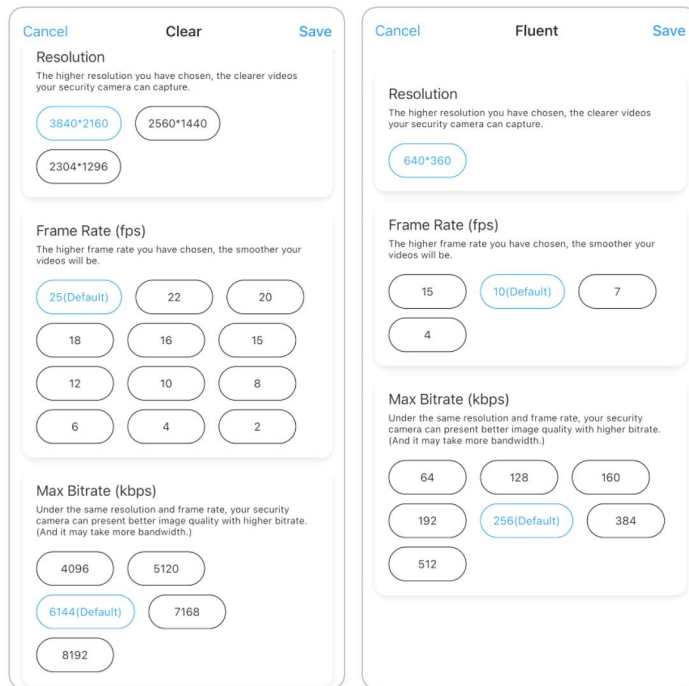 Cancel Clear Save
Resolution
The higher resolution you have chosen, the clearer videos
your security camera can capture.
3840*2160 2560*1440
2304*1296
Frame Rate (fps)
The higher frame rate you have chosen, the smoother your
videos will be.
25(Default) 22 20
18 16 15
12 10 8
6 4 2
Max Bitrate (kbps)
Under the same resolution and frame rate, your security
camera can present better image quality with higher bitrate.
(And it may take more bandwidth.)
4096 5120
6144(Default) 7168
8192
Cancel Fluent Save
Resolution
The higher resolution you have chosen, the clearer videos
your security camera can capture.
640*360
Frame Rate (fps)
The higher frame rate you have chosen, the smoother your
videos will be.
15 10(Default) 7
4
Max Bitrate (kbps)
Under the same resolution and frame rate, your security
camera can present better image quality with higher bitrate.
(And it may take more bandwidth.)
64 128 160
192 256(Default) 384
512